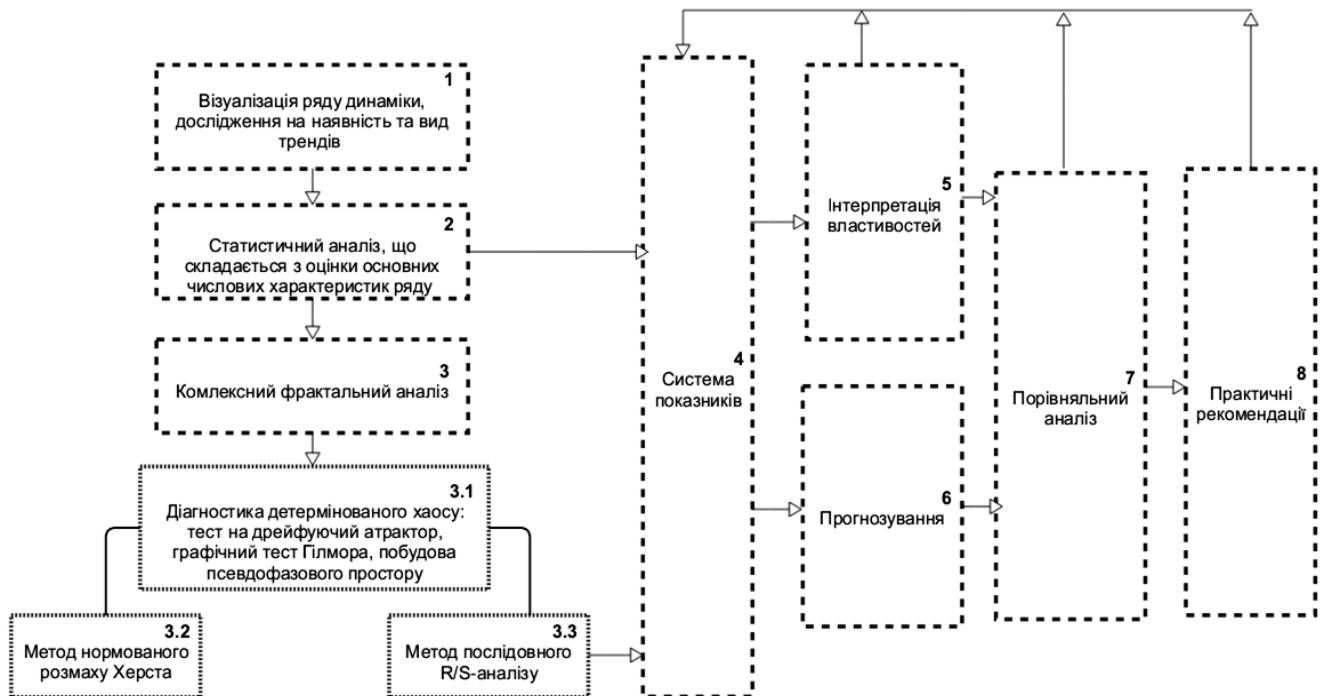 1
Візуалізація ряду динаміки,
дослідження на наявність та вид
трендів
2
Статистичний аналіз, що
складається з оцінки основних
числових характеристик ряду
3
Комлексний фрактальний аналіз
3.1
Діагностика детермінованого хаосу:
тест на дрейфуючий атрактор,
графічний тест Гілмора, побудова
псевдофазового простору
3.2
Метод нормованого
розмаху Херста
3.3
Метод послідовного
R/S-аналізу
4
Система
показників
5
Інтерпретація
властивостей
6
Прогнозування
7
Порівняльний
аналіз
8
Практичні
рекомендації